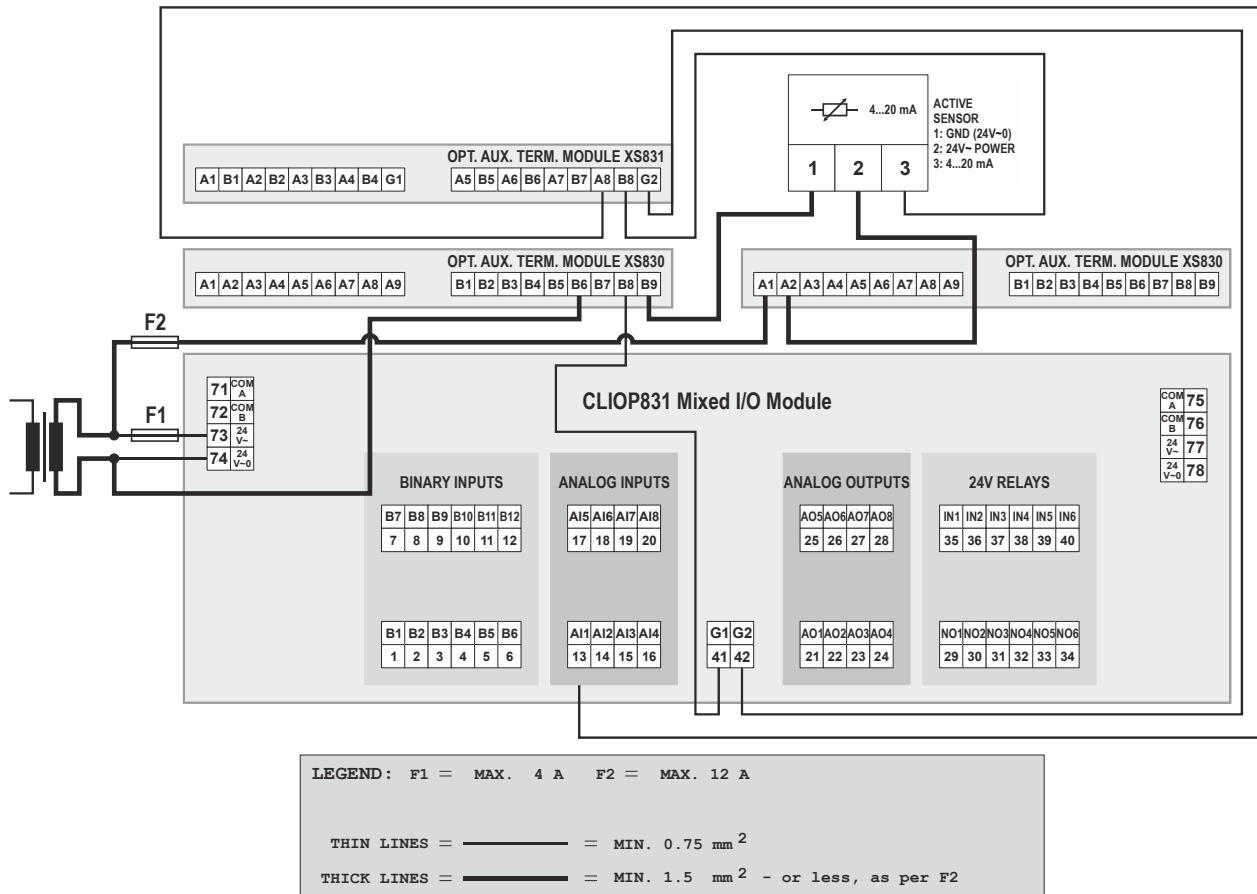 4...20 mA
ACTIVE
SENSOR
1: GND (24V~0)
2: 24V~ POWER
3: 4...20 mA
1 2 3
OPT. AUX. TERM. MODULE XS831
A1 B1 A2 B2 A3 B3 A4 B4 G1
A5 B5 A6 B6 A7 B7 A8 B8 G2
OPT. AUX. TERM. MODULE XS830
A1 A2 A3 A4 A5 A6 A7 A8 A9
B1 B2 B3 B4 B5 B6 B7 B8 B9
OPT. AUX. TERM. MODULE XS830
A1 A2 A3 A4 A5 A6 A7 A8 A9
B1 B2 B3 B4 B5 B6 B7 B8 B9
F2
F1
71 COM A
72 COM B
73 24 V~
74 24 V~0
CLIOP831 Mixed I/O Module
COM A 75
COM B 76
24 V~ 77
24 V~0 78
BINARY INPUTS
B7 B8 B9 B10 B11 B12
7 8 9 10 11 12
B1 B2 B3 B4 B5 B6
1 2 3 4 5 6
ANALOG INPUTS
AI5 AI6 AI7 AI8
17 18 19 20
AI1 AI2 AI3 AI4
13 14 15 16
G1 G2
41 42
ANALOG OUTPUTS
AO5 AO6 AO7 AO8
25 26 27 28
AO1 AO2 AO3 AO4
21 22 23 24
24V RELAYS
IN1 IN2 IN3 IN4 IN5 IN6
35 36 37 38 39 40
NO1 NO2 NO3 NO4 NO5 NO6
29 30 31 32 33 34
LEGEND: F1 = MAX. 4 A F2 = MAX. 12 A
THIN LINES = = MIN. 0.75 mm²
THICK LINES = = MIN. 1.5 mm² - or less, as per F2